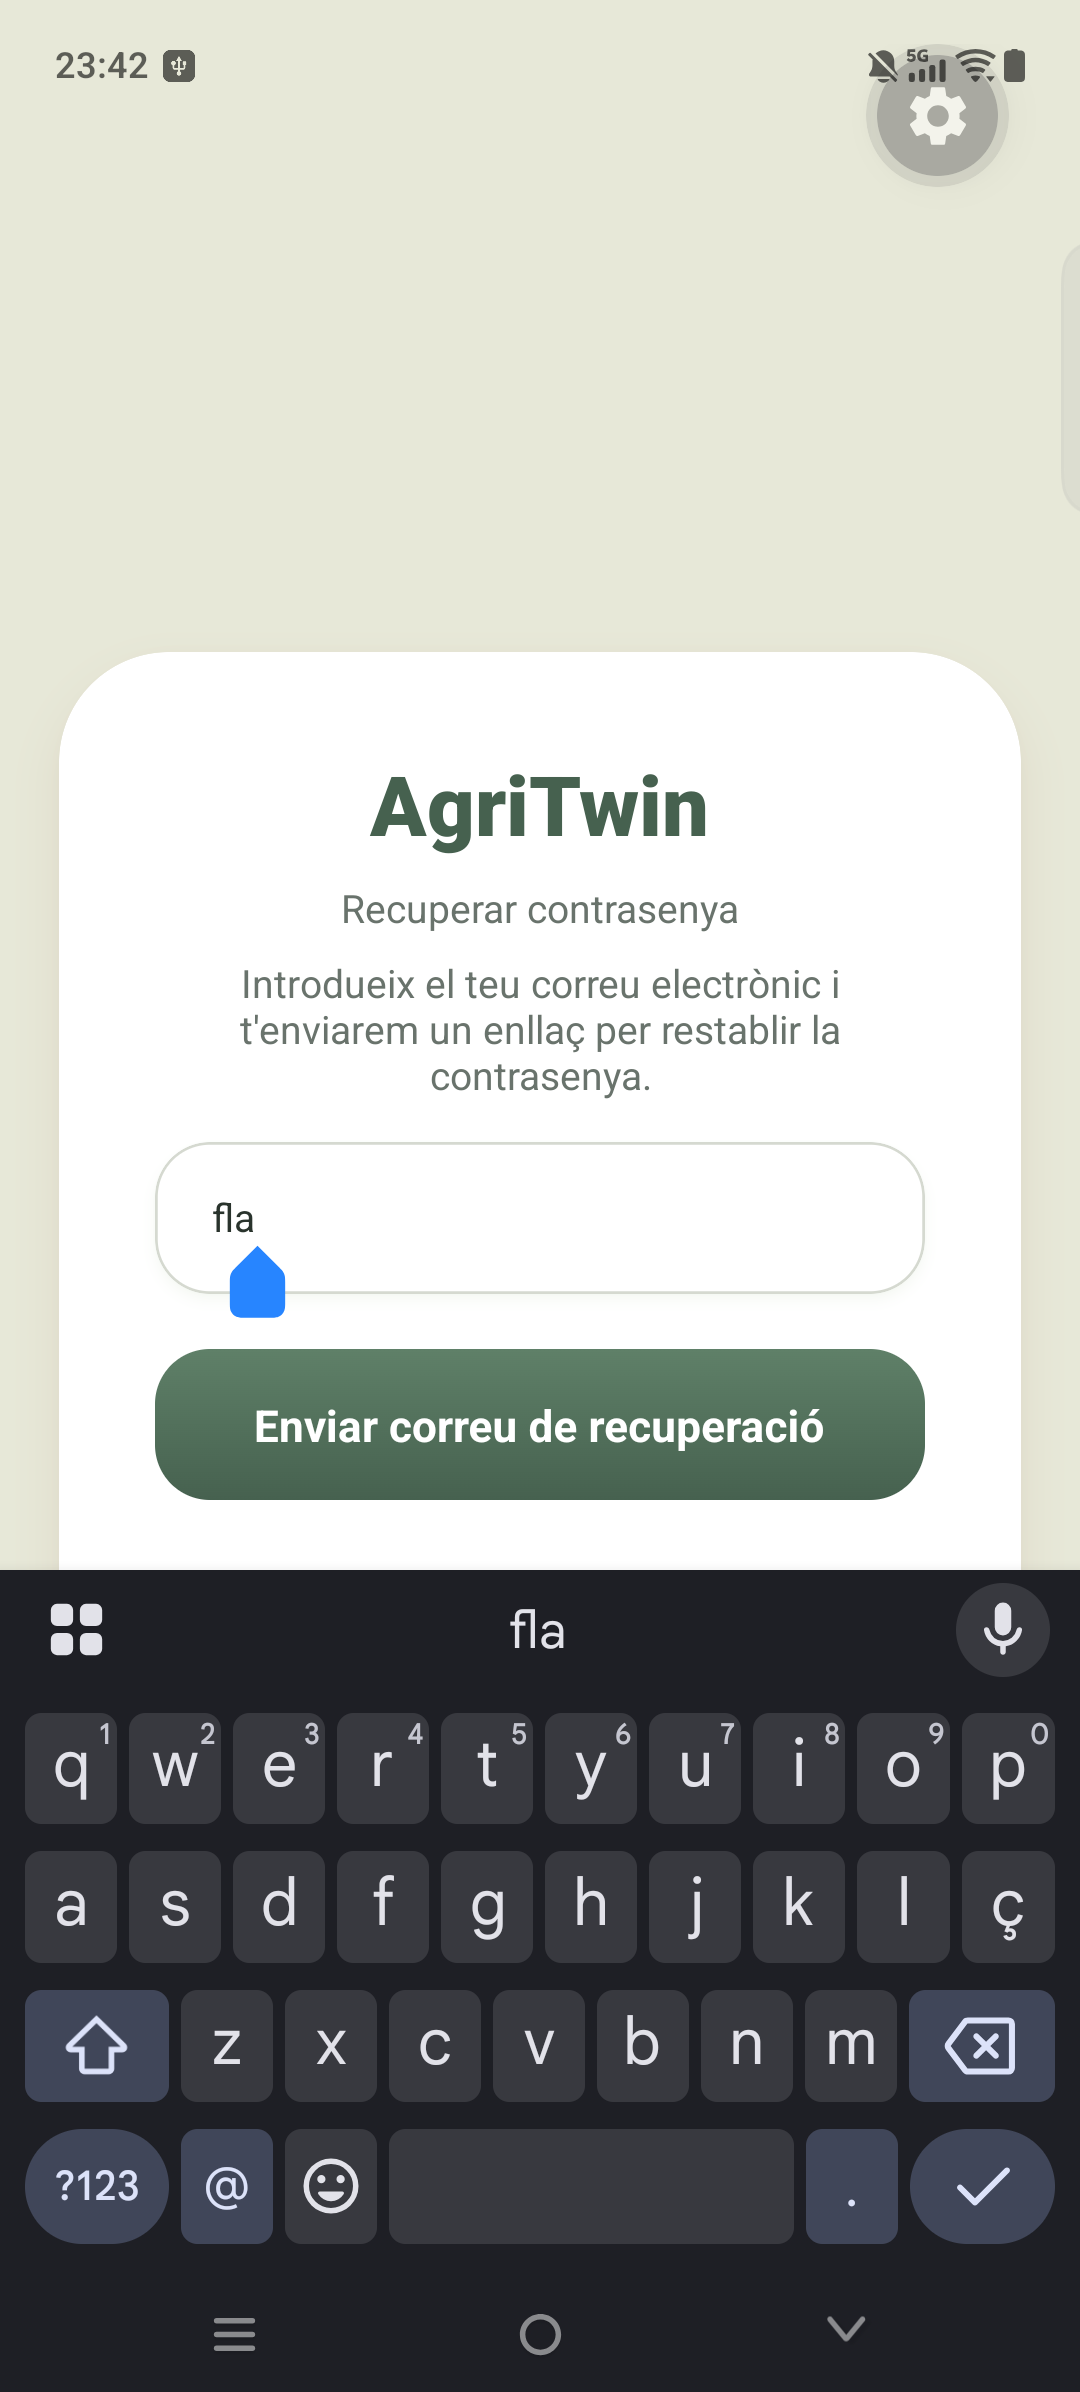 23:42
5G
AgriTwin
Recuperar contrasenya
Introdueix el teu correu electrònic i
t'enviarem un enllaç per restablir la
contrasenya.
fla
Enviar correu de recuperació
fla
q1 w2 e3 r4 t5 y6 u7 i8 o9 p0
a s d f g h j k l ç
z x c v b n m
?123 @ .